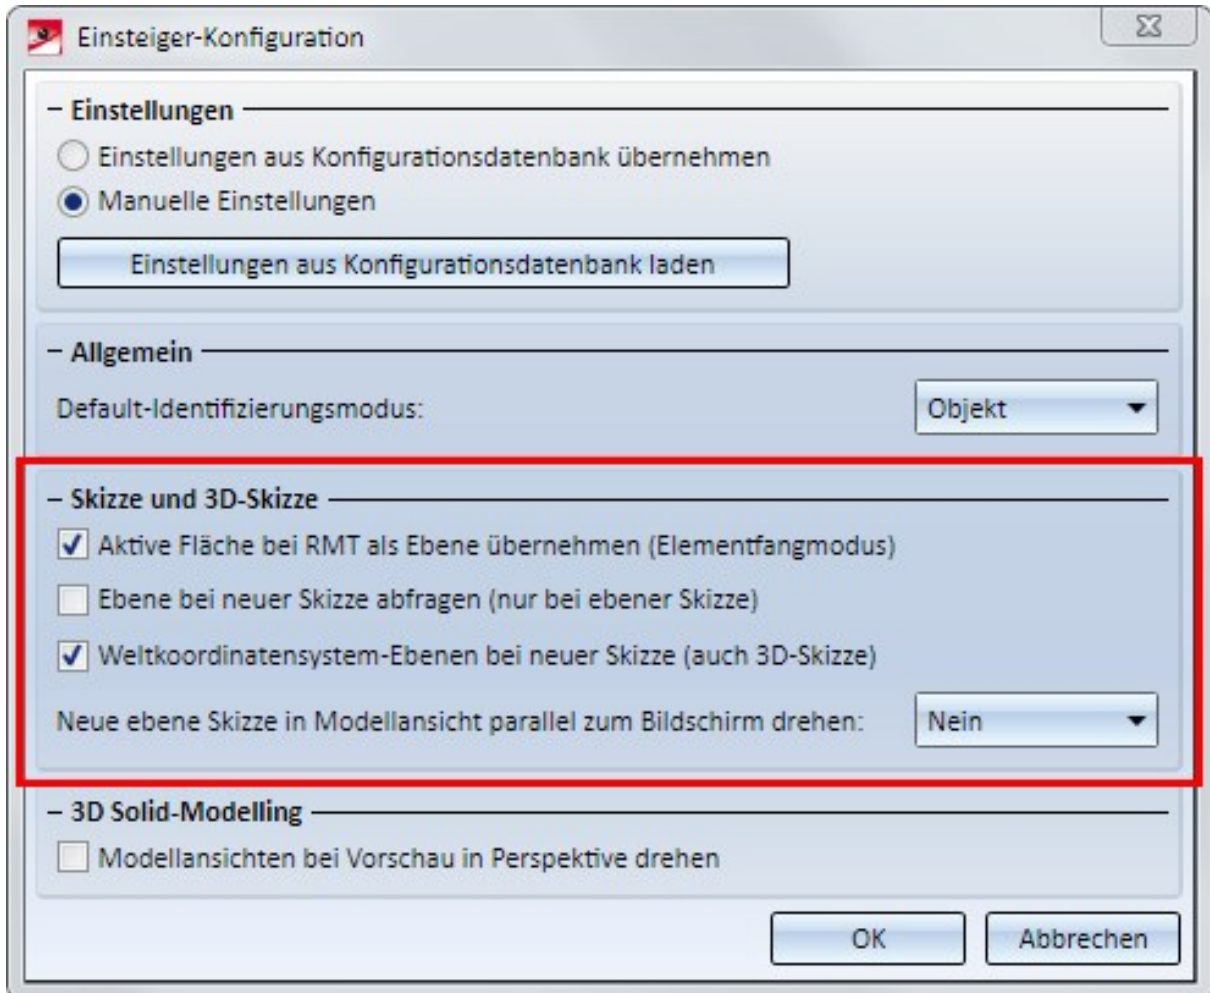 Einsteiger-Konfiguration
Einstellungen
Einstellungen aus Konfigurationsdatenbank übernehmen
Manuelle Einstellungen
Einstellungen aus Konfigurationsdatenbank laden
Allgemein
Default-Identifizierungsmodus: Objekt
Skizze und 3D-Skizze
Aktive Fläche bei RMT als Ebene übernehmen (Elementfangmodus)
Ebene bei neuer Skizze abfragen (nur bei ebener Skizze)
Weltkoordinatensystem-Ebenen bei neuer Skizze (auch 3D-Skizze)
Neue ebene Skizze in Modellansicht parallel zum Bildschirm drehen: Nein
3D Solid-Modelling
Modellansichten bei Vorschau in Perspektive drehen
OK Abbrechen